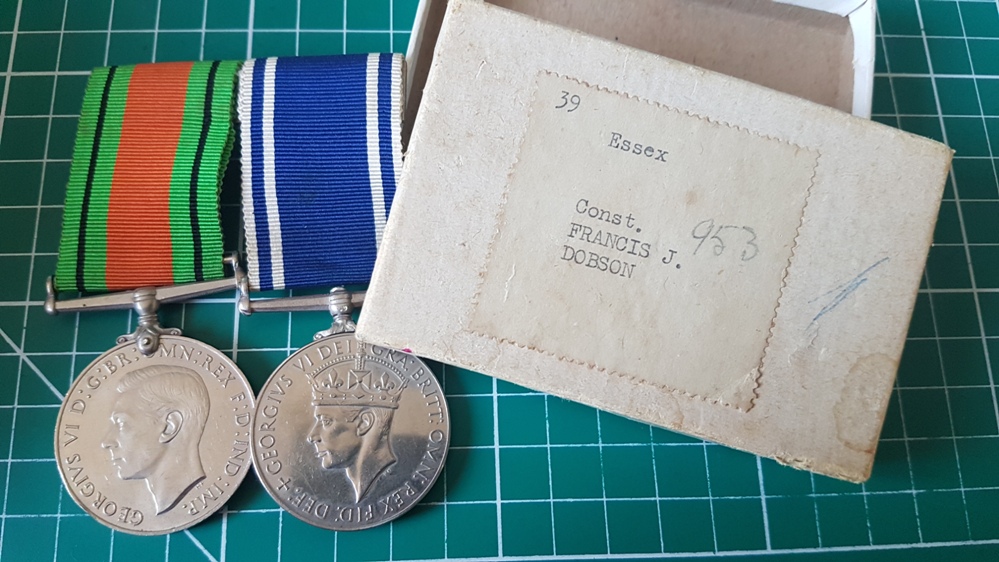 39
Essex
Const. 953
FRANCIS J.
DOBSON
GEORGIVS VI D:G:BR:OMN:REX F:D:IND:IMP.
GEORGIVS VI DEI GRA: BRITT: OMN: REX FID: DEF: +